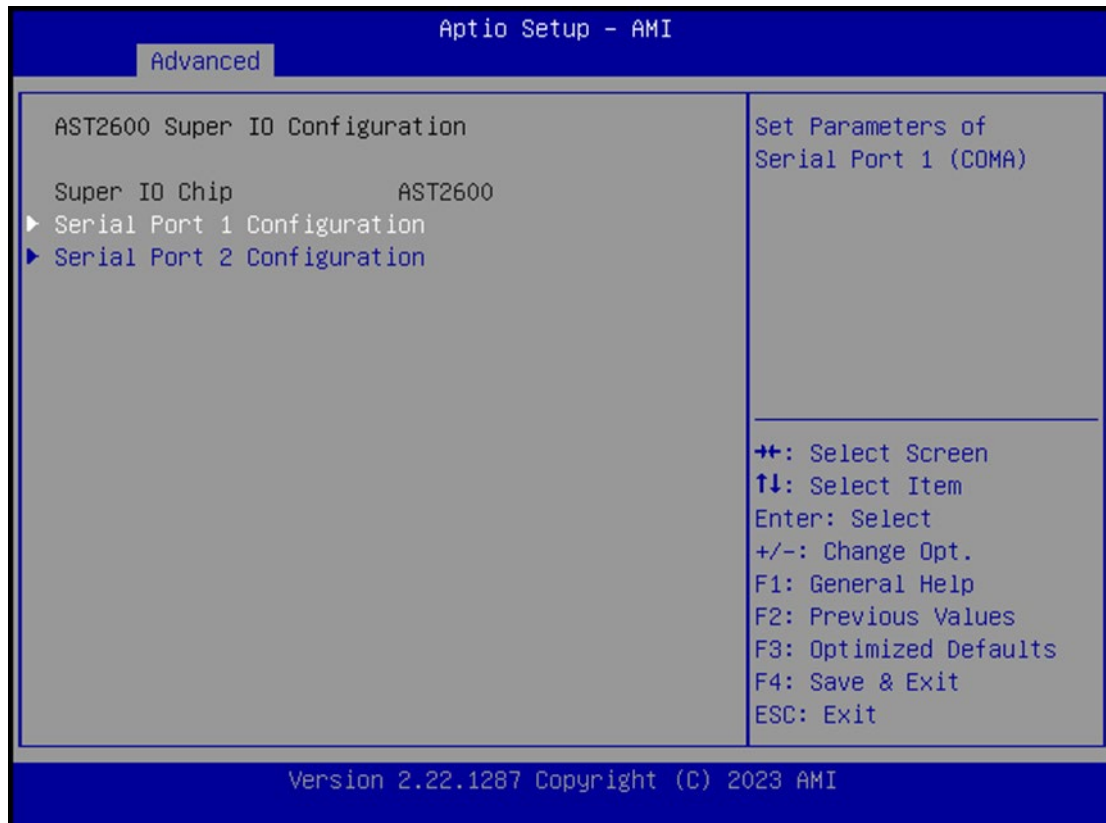 Aptio Setup – AMI
Advanced
AST2600 Super IO Configuration
Super IO Chip AST2600
▶ Serial Port 1 Configuration
▶ Serial Port 2 Configuration
Set Parameters of
Serial Port 1 (COMA)
→←: Select Screen
↑↓: Select Item
Enter: Select
+/-: Change Opt.
F1: General Help
F2: Previous Values
F3: Optimized Defaults
F4: Save & Exit
ESC: Exit
Version 2.22.1287 Copyright (C) 2023 AMI